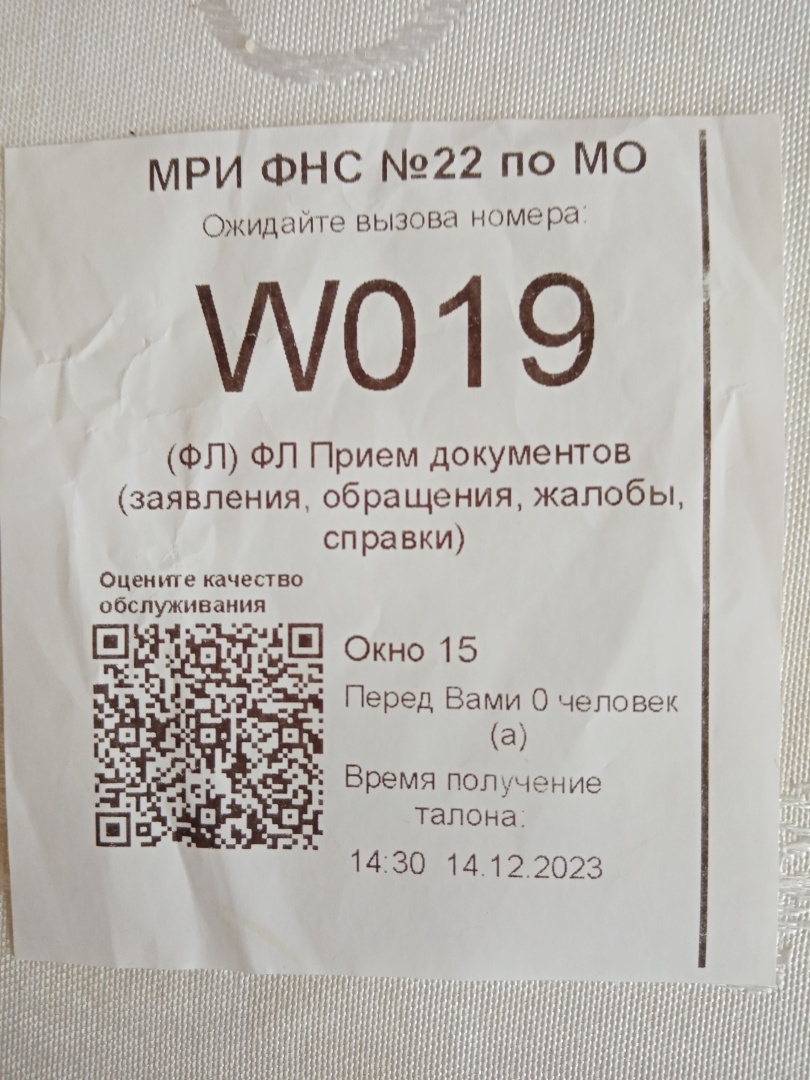 МРИ ФНС №22 по МО
Ожидайте вызова номера:
W019
(ФЛ) ФЛ Прием документов
(заявления, обращения, жалобы,
справки)
Оцените качество
обслуживания
Окно 15
Перед Вами 0 человек
(а)
Время получение
талона:
14:30 14.12.2023